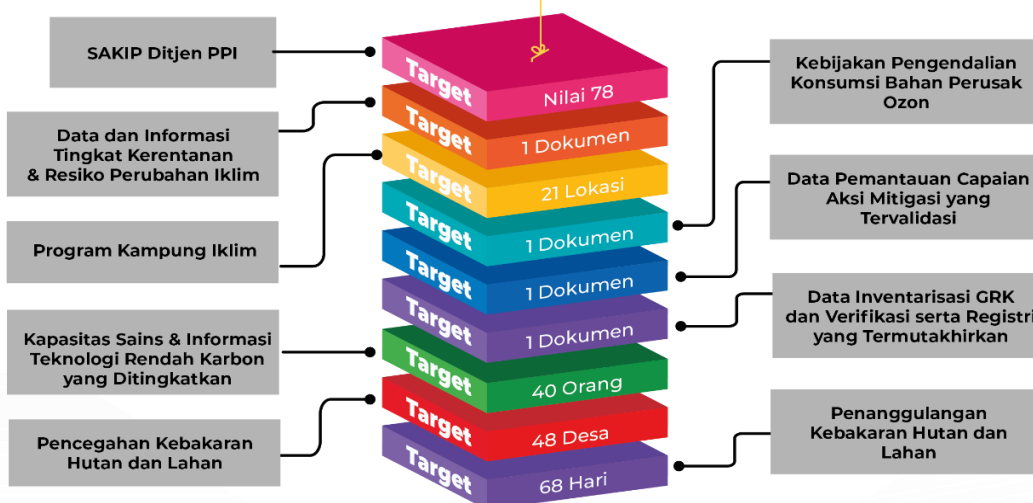 SAKIP Ditjen PPI
Data dan Informasi
Tingkat Kerentanan
& Resiko Perubahan Iklim
Program Kampung Iklim
Kapasitas Sains & Informasi
Teknologi Rendah Karbon
yang Ditingkatkan
Pencegahan Kebakaran
Hutan dan Lahan
Target Nilai 78
Target 1 Dokumen
Target 21 Lokasi
Target 1 Dokumen
Target 1 Dokumen
Target 1 Dokumen
Target 40 Orang
Target 48 Desa
Target 68 Hari
Kebijakan Pengendalian
Konsumsi Bahan Perusak
Ozon
Data Pemantauan Capaian
Aksi Mitigasi yang
Tervalidasi
Data Inventarisasi GRK
dan Verifikasi serta Registri
yang Termutakhirkan
Penanggulangan
Kebakaran Hutan dan
Lahan